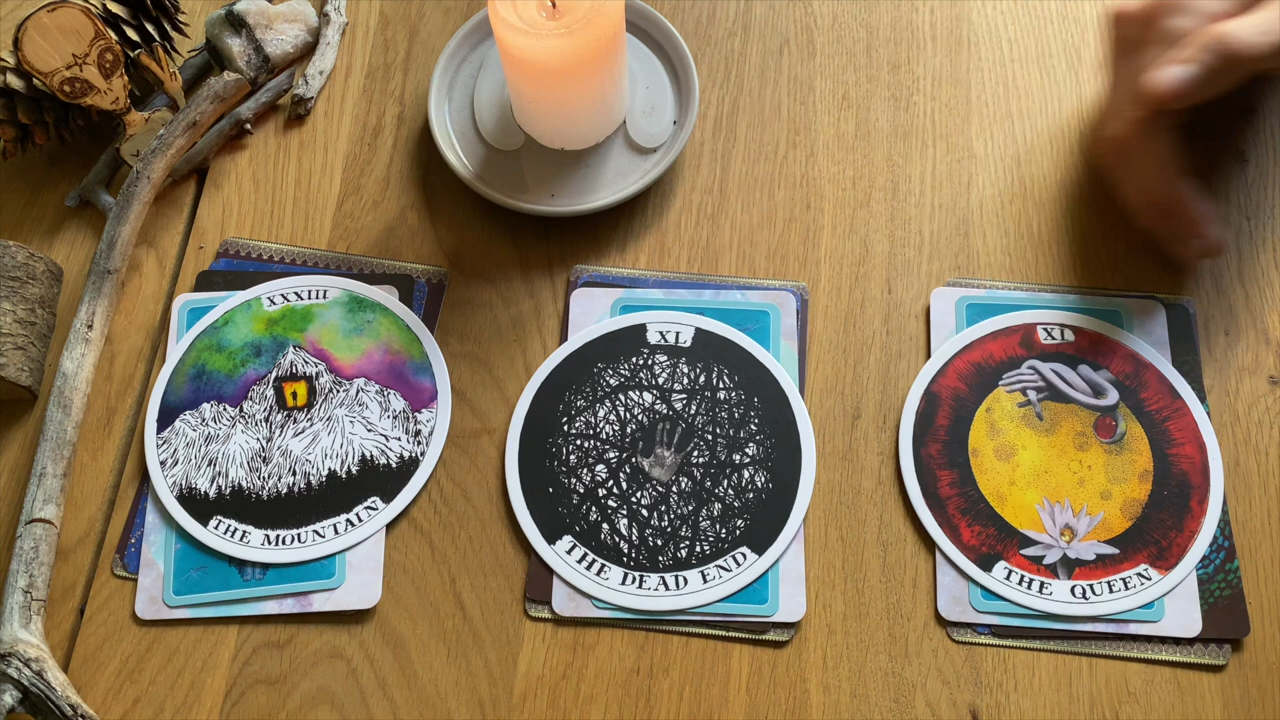 XXXIII
THE MOUNTAIN
XL
THE DEAD END
XI
THE QUEEN